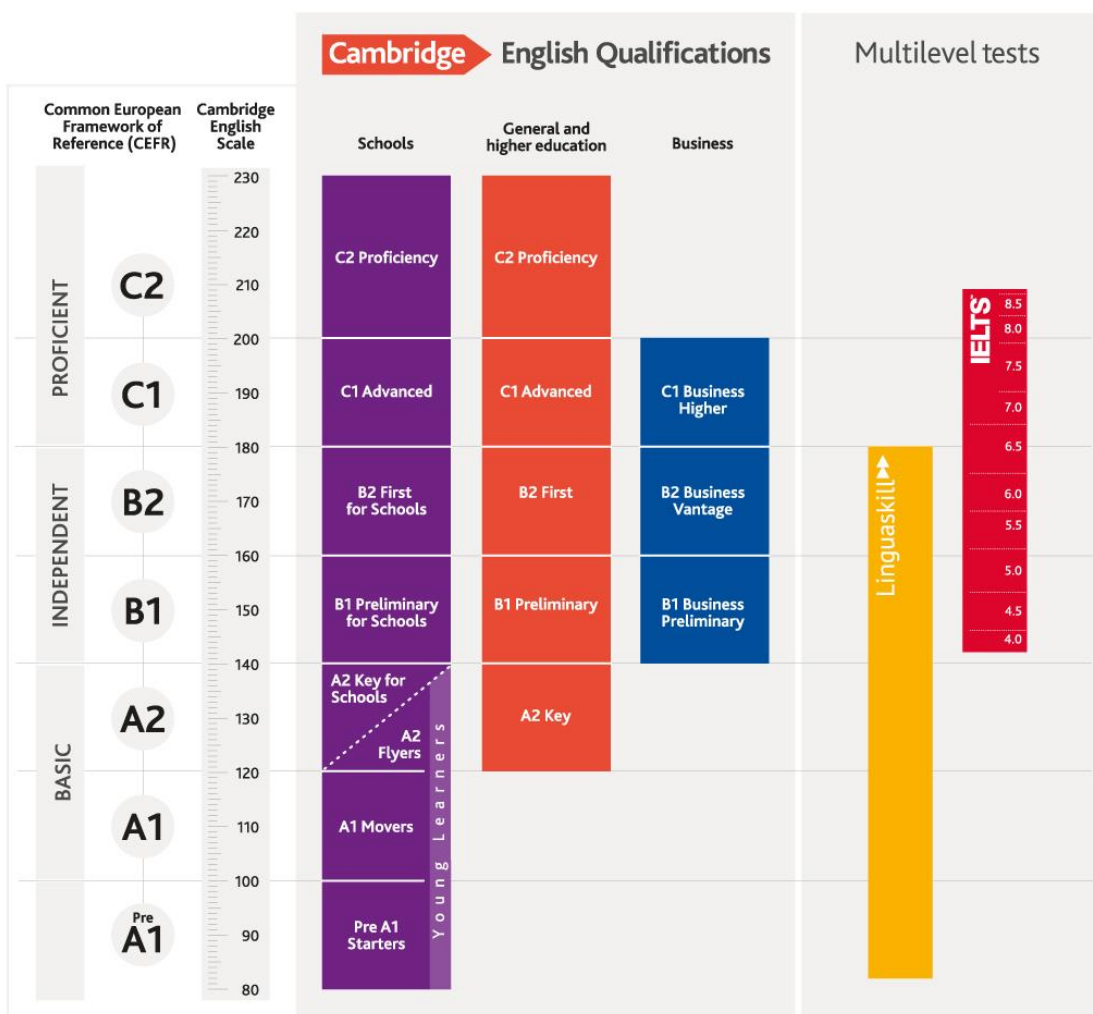 Cambridge English Qualifications
Multilevel tests
Common European
Framework of
Reference (CEFR)
Cambridge
English
Scale
Schools
General and
higher education
Business
PROFICIENT
INDEPENDENT
BASIC
C2
C1
B2
B1
A2
A1
Pre
A1
230
220
210
200
190
180
170
160
150
140
130
120
110
100
90
80
C2 Proficiency
C1 Advanced
B2 First
for Schools
B1 Preliminary
for Schools
A2 Key for
Schools
A2
Flyers
A1 Movers
Pre A1
Starters
Young Learners
C2 Proficiency
C1 Advanced
B2 First
B1 Preliminary
A2 Key
C1 Business
Higher
B2 Business
Vantage
B1 Business
Preliminary
Linguaskill
IELTS™
8.5
8.0
7.5
7.0
6.5
6.0
5.5
5.0
4.5
4.0